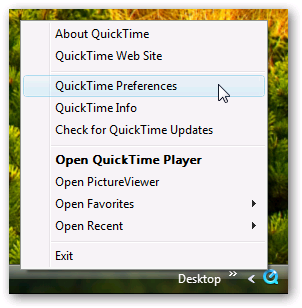 About QuickTime
QuickTime Web Site
QuickTime Preferences
QuickTime Info
Check for QuickTime Updates
Open QuickTime Player
Open PictureViewer
Open Favorites
Open Recent
Exit
Desktop